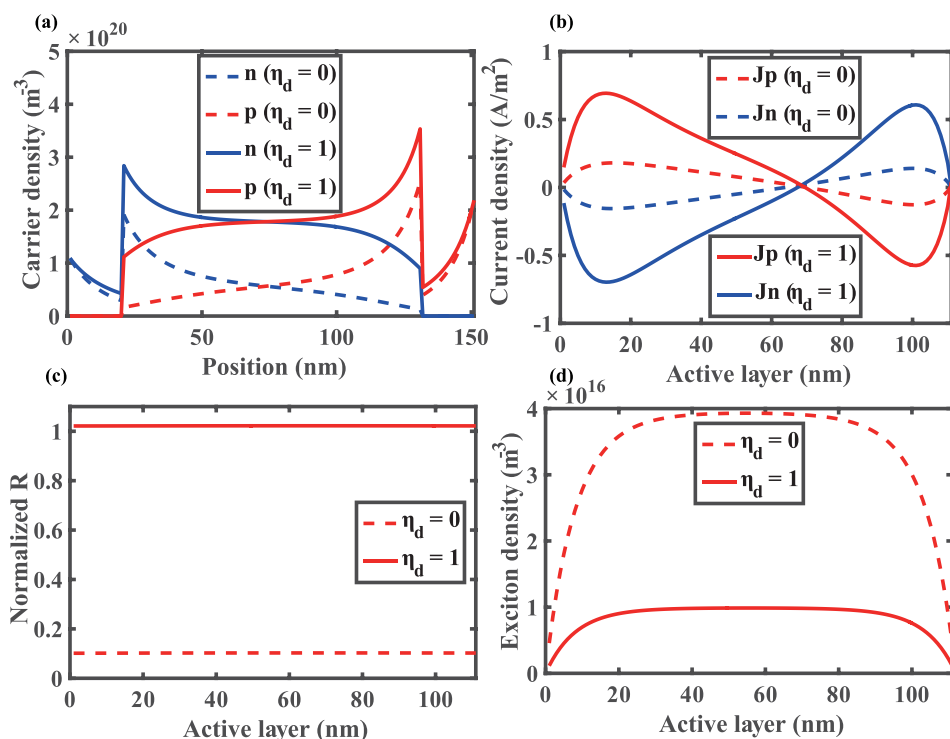 (a)
× 10^20
5
4
3
2
1
0
Carrier density (m^-3)
n (η_d = 0)
p (η_d = 0)
n (η_d = 1)
p (η_d = 1)
0 50 100 150
Position (nm)
(b)
1
0.5
0
-0.5
-1
Current density (A/m^2)
Jp (η_d = 0)
Jn (η_d = 0)
Jp (η_d = 1)
Jn (η_d = 1)
0 20 40 60 80 100
Active layer (nm)
(c)
1
0.8
0.6
0.4
0.2
0
Normalized R
η_d = 0
η_d = 1
0 20 40 60 80 100
Active layer (nm)
(d)
× 10^16
4
3
2
1
0
Exciton density (m^-3)
η_d = 0
η_d = 1
0 20 40 60 80 100
Active layer (nm)